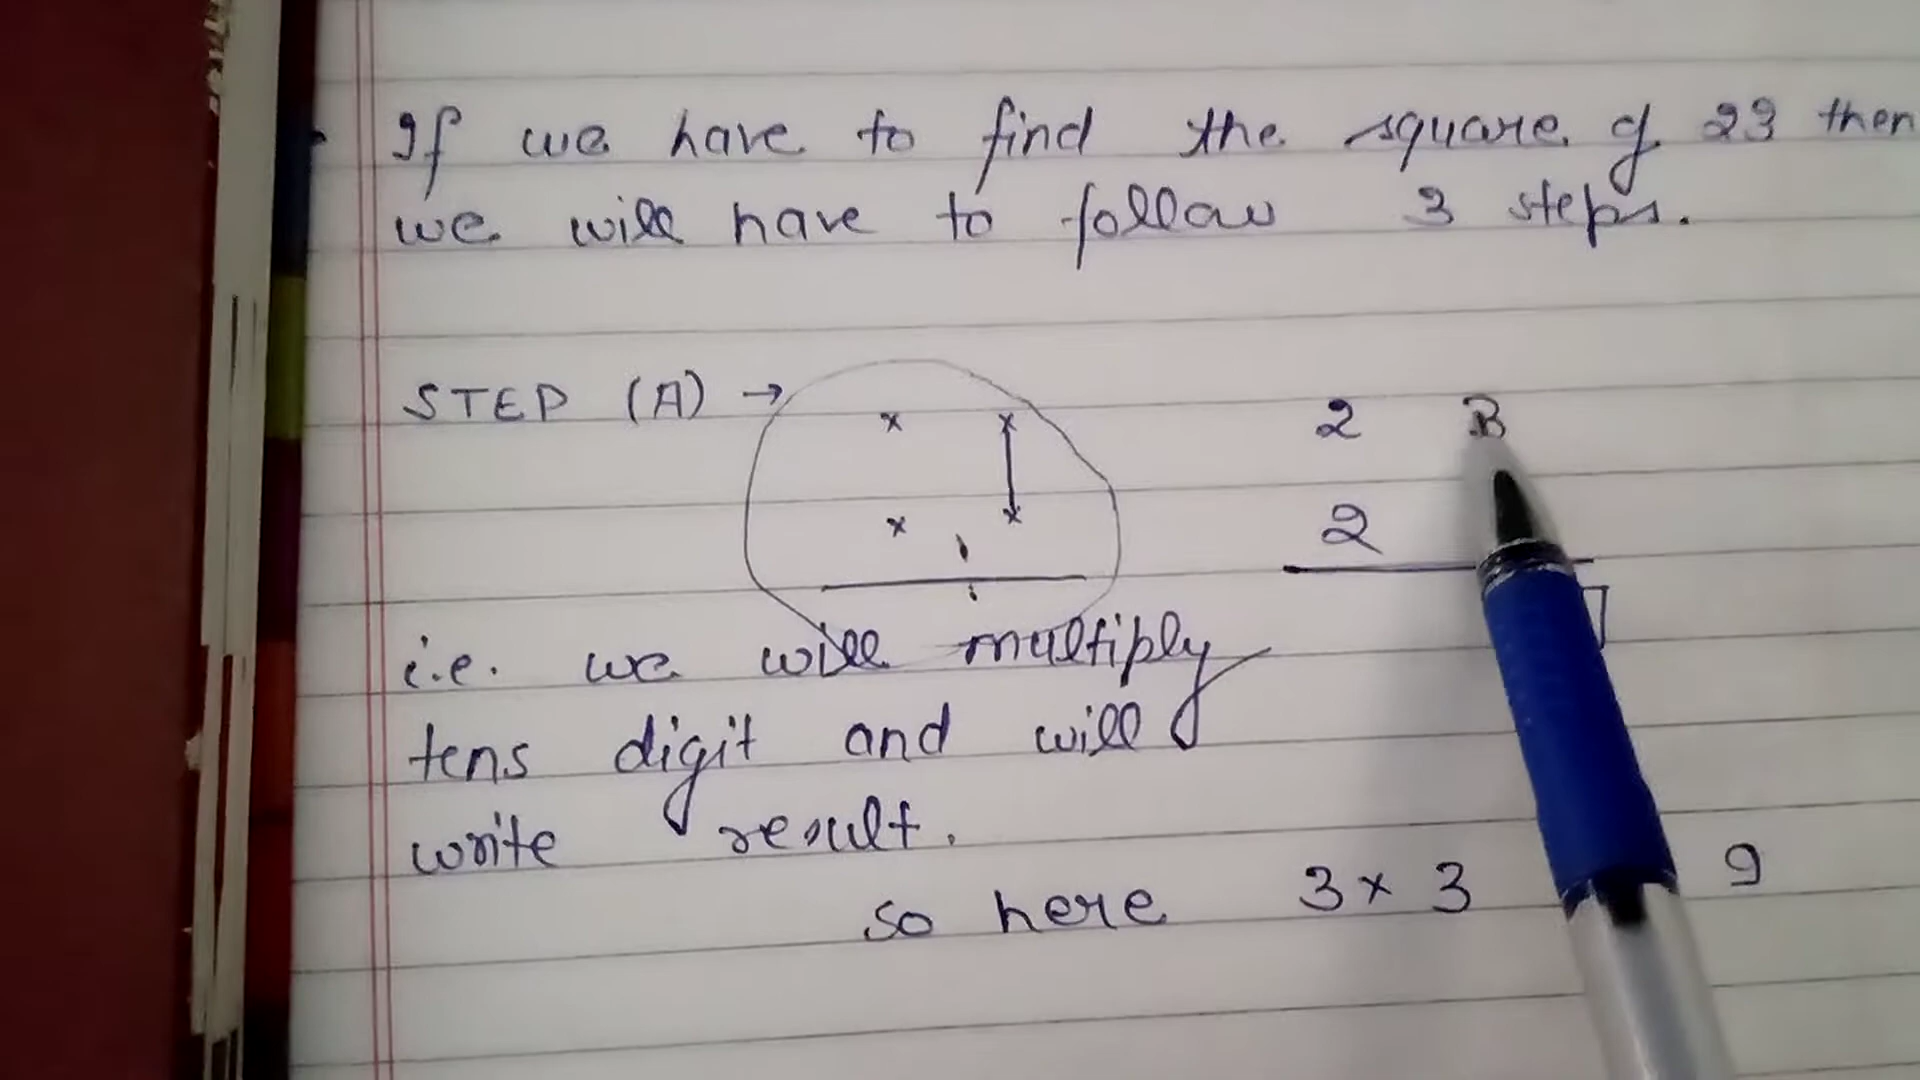 If we have to find the square of 23 then
we will have to follow 3 steps.
STEP (A) → x x 2 3
x x 2
i.e. we will multiply
tens digit and will
write result.
so here 3 x 3 9